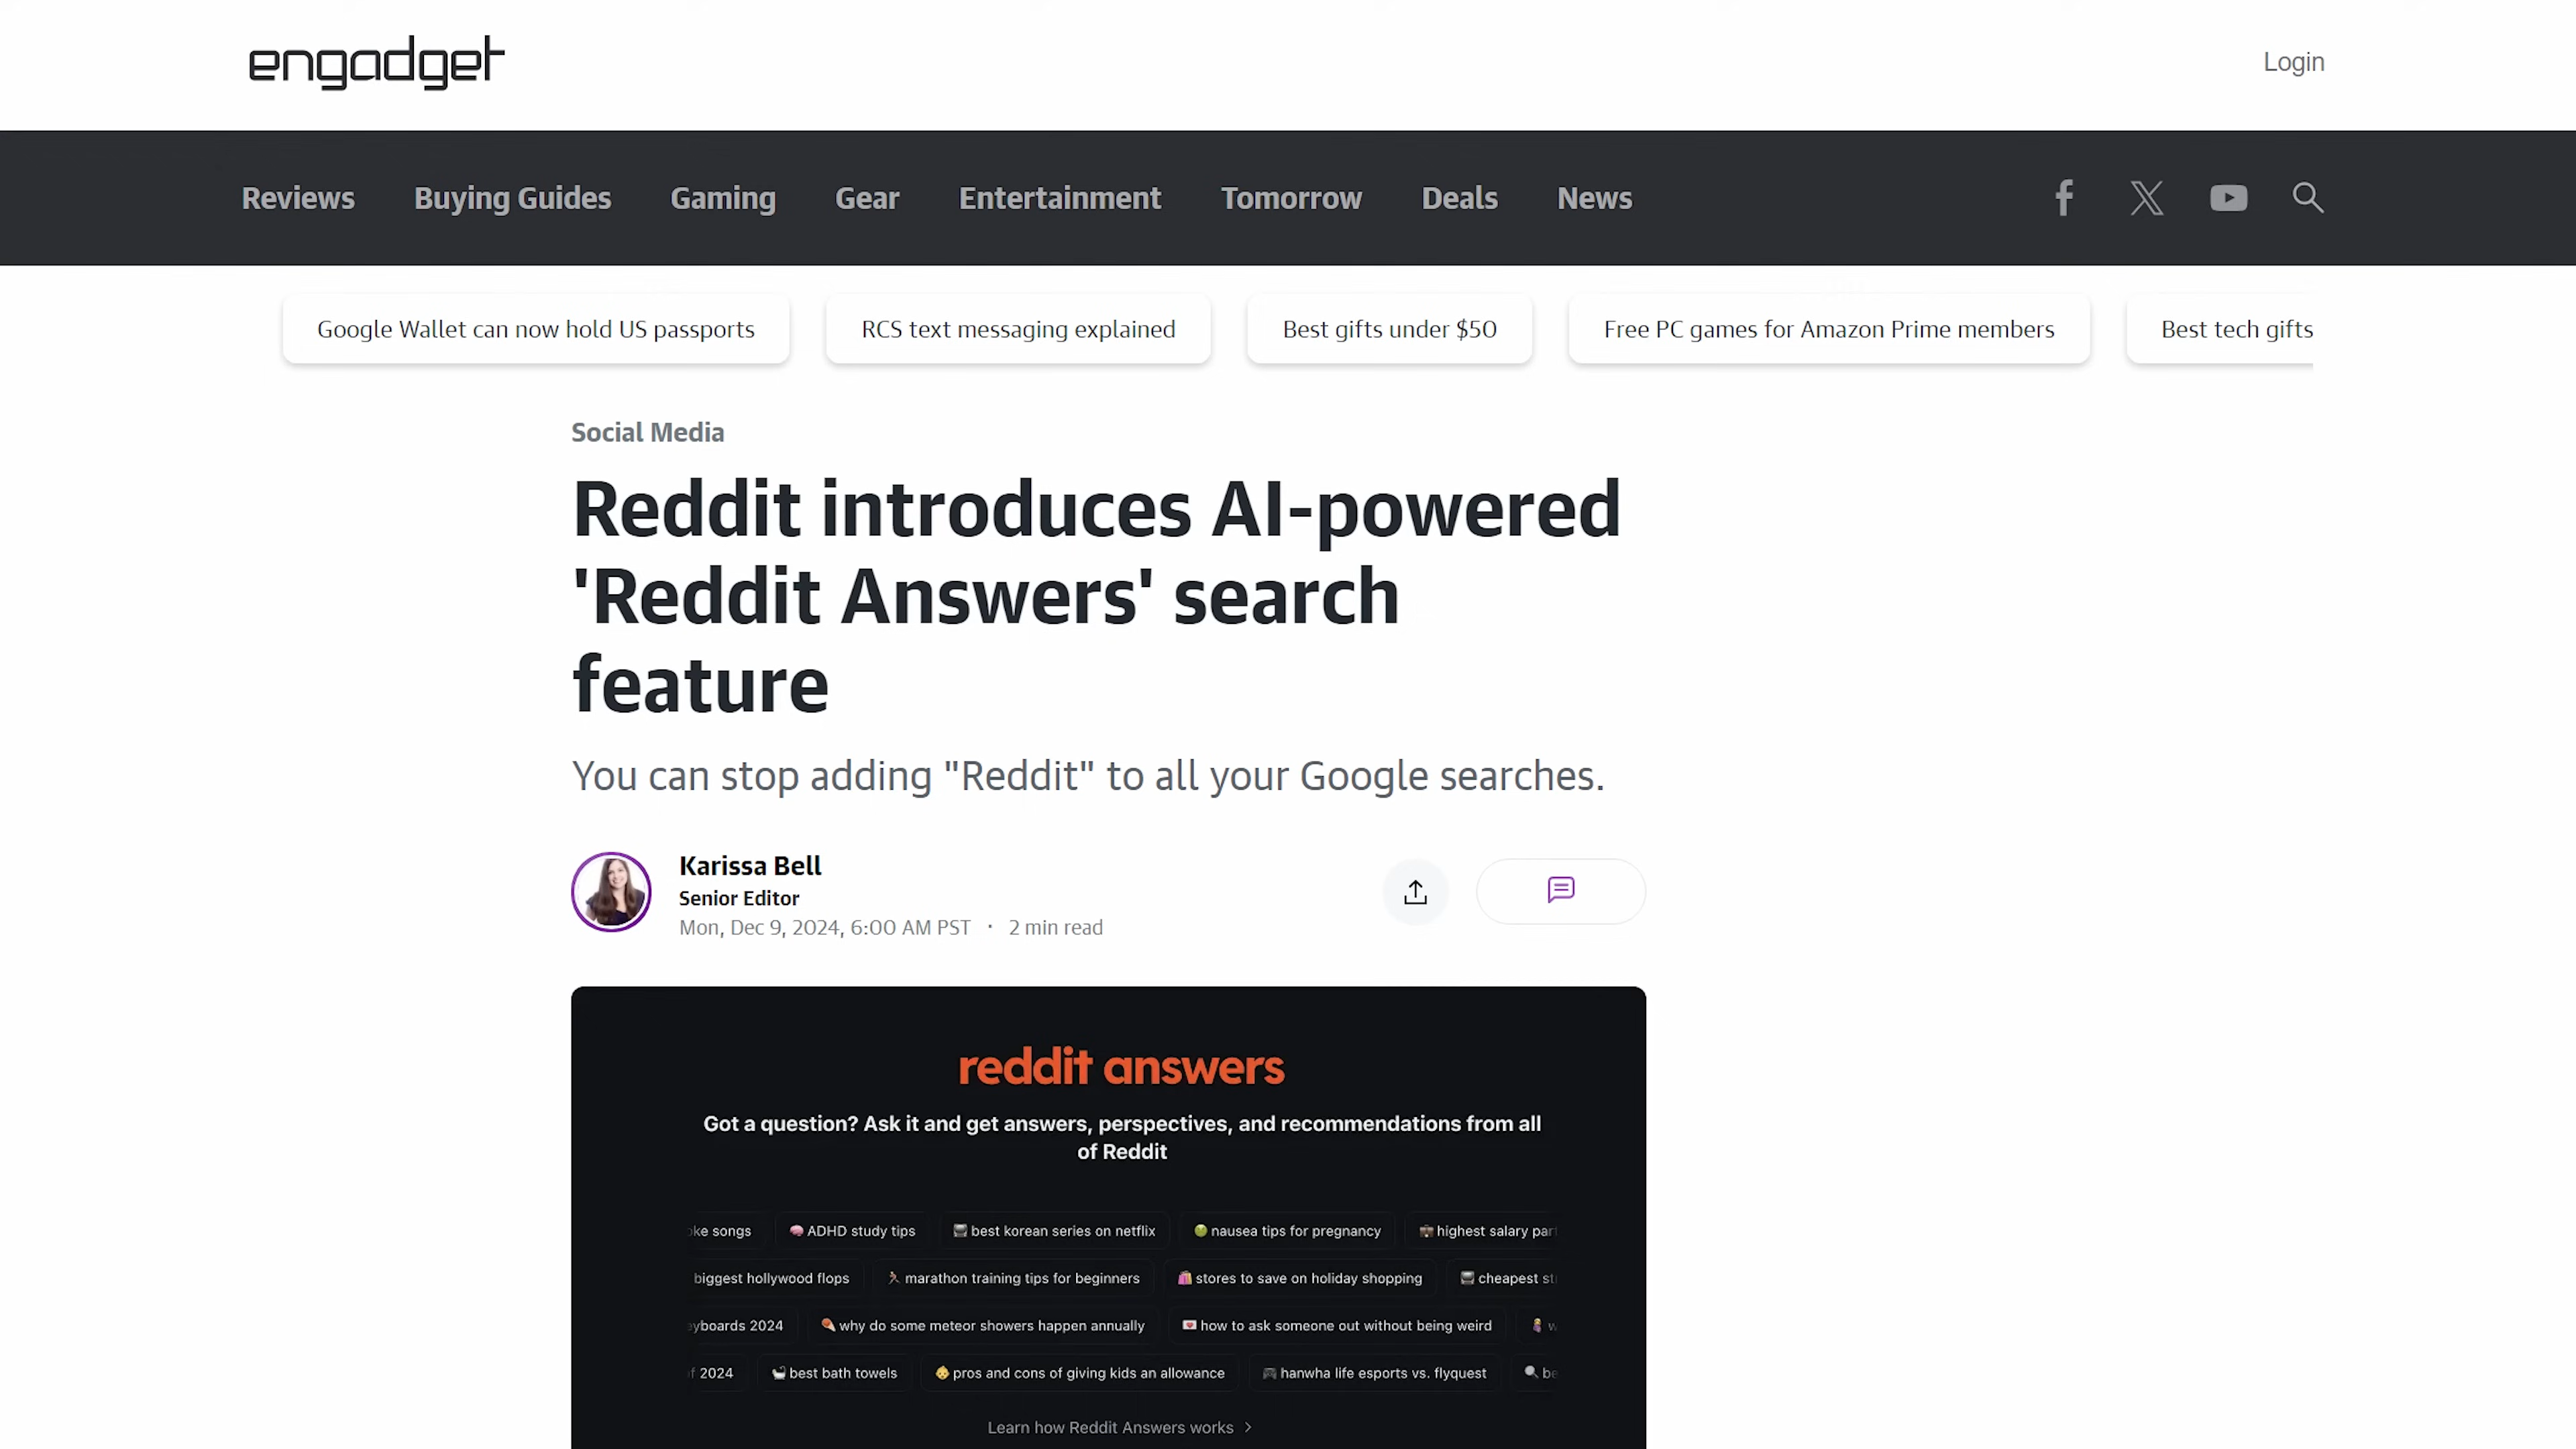 engadget
Login
Reviews Buying Guides Gaming Gear Entertainment Tomorrow Deals News
Google Wallet can now hold US passports RCS text messaging explained Best gifts under $50 Free PC games for Amazon Prime members Best tech gifts
Social Media
Reddit introduces AI-powered
'Reddit Answers' search
feature
You can stop adding "Reddit" to all your Google searches.
Karissa Bell
Senior Editor
Mon, Dec 9, 2024, 6:00 AM PST · 2 min read
reddit answers
Got a question? Ask it and get answers, perspectives, and recommendations from all
of Reddit
oke songs ADHD study tips best korean series on netflix nausea tips for pregnancy highest salary par
biggest hollywood flops marathon training tips for beginners stores to save on holiday shopping cheapest
eyboards 2024 why do some meteor showers happen annually how to ask someone out without being weird
2024 best bath towels pros and cons of giving kids an allowance hanwha life esports vs. flyquest be
Learn how Reddit Answers works >